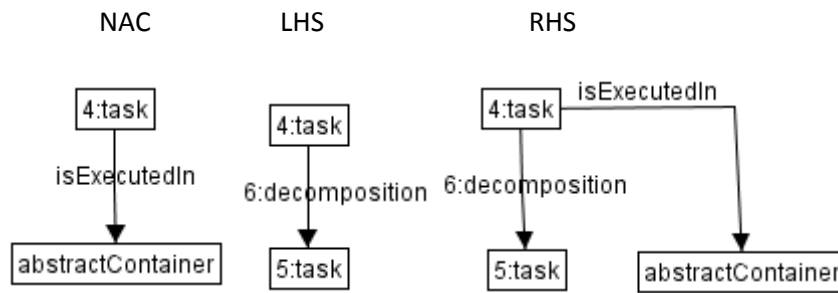 NAC LHS RHS
4:task
isExecutedIn
abstractContainer
4:task
6:decomposition
5:task
4:task
isExecutedIn
6:decomposition
5:task
abstractContainer